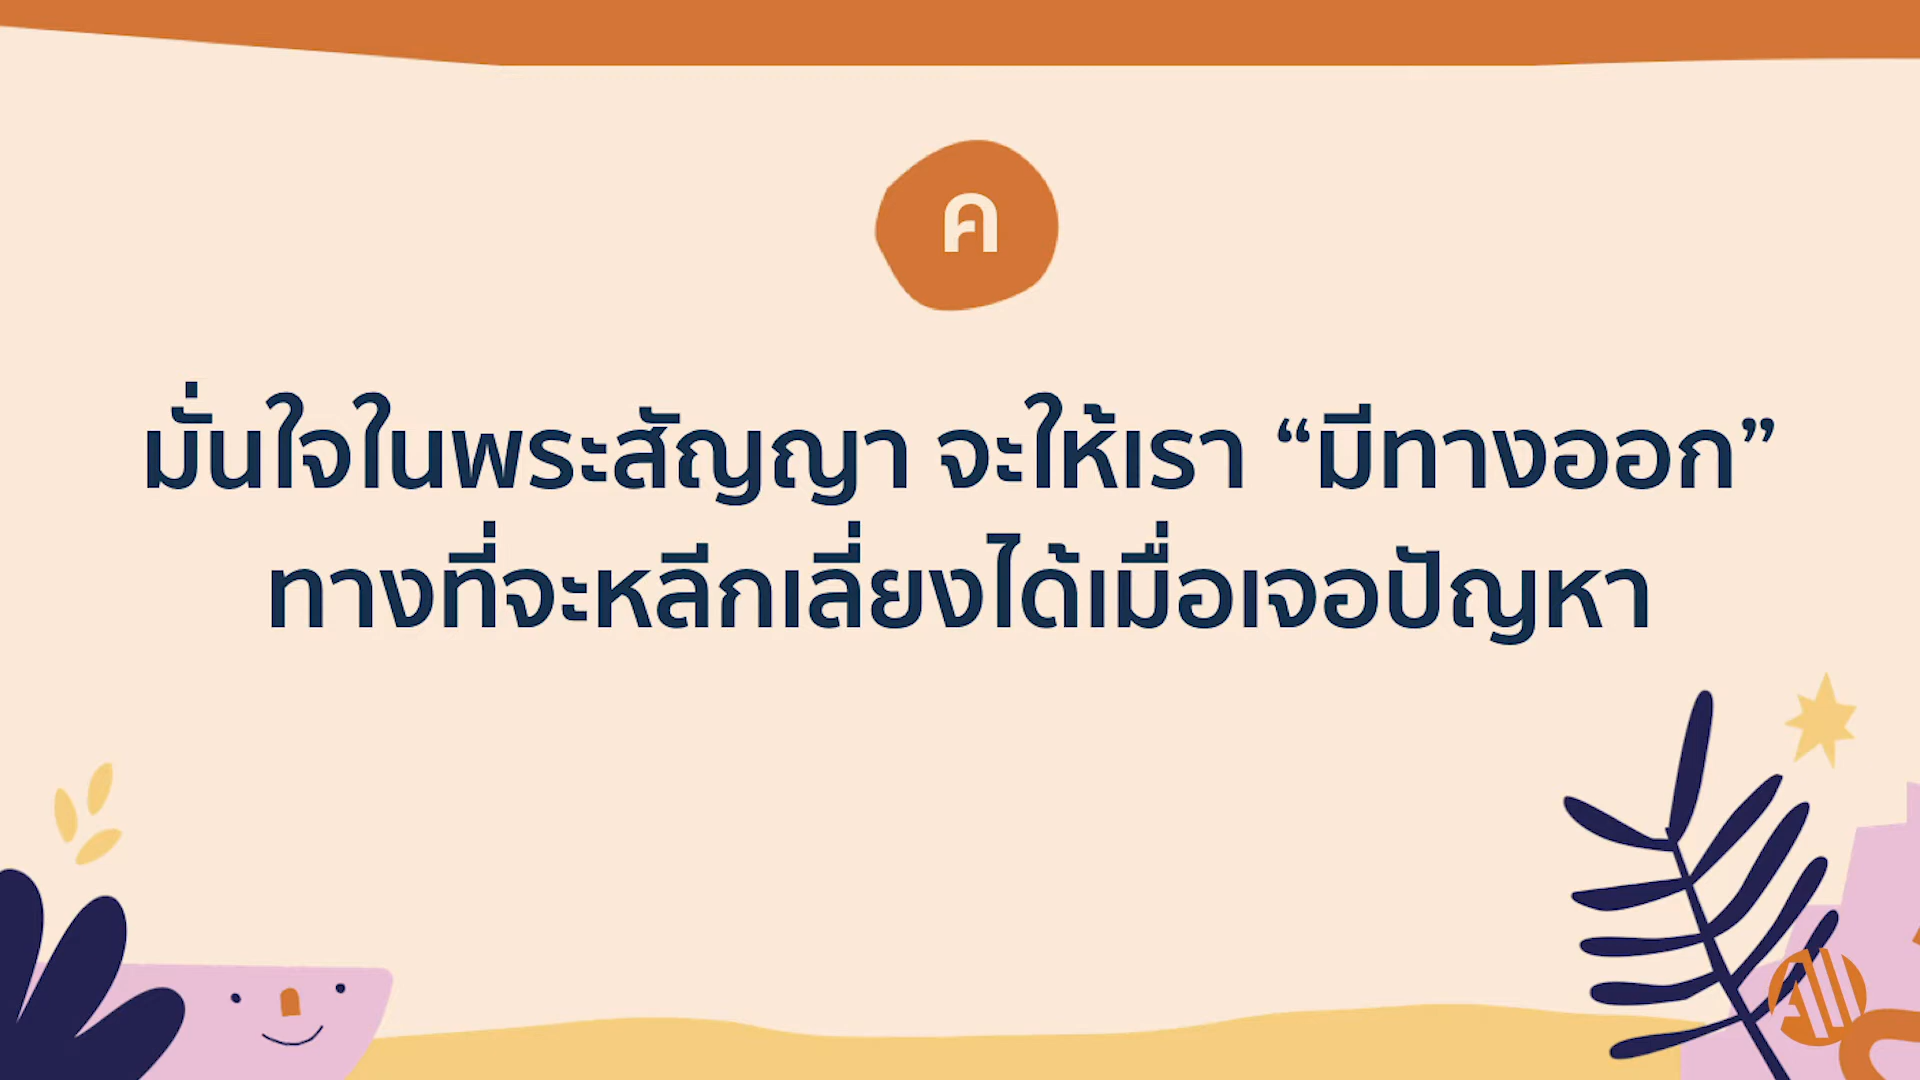 ค
มั่นใจในพระสัญญา จะให้เรา “มีทางออก”
ทางที่จะหลีกเลี่ยงได้เมื่อเจอปัญหา